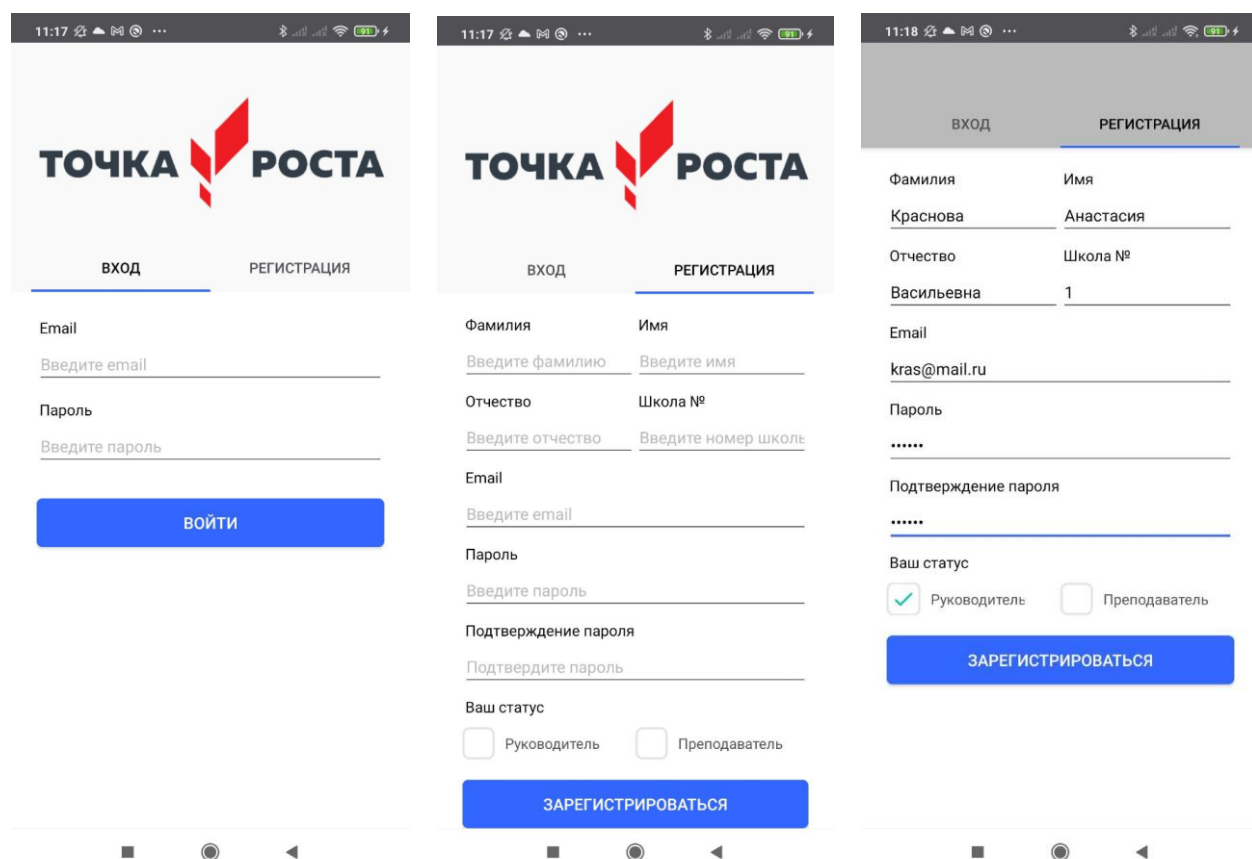 11:17
91
ТОЧКА РОСТА
ВХОД РЕГИСТРАЦИЯ
Email
Введите email
Пароль
Введите пароль
ВОЙТИ
11:17
91
ТОЧКА РОСТА
ВХОД РЕГИСТРАЦИЯ
Фамилия Имя
Введите фамилию Введите имя
Отчество Школа №
Введите отчество Введите номер школь
Email
Введите email
Пароль
Введите пароль
Подтверждение пароля
Подтвердите пароль
Ваш статус
Руководитель Преподаватель
ЗАРЕГИСТРИРОВАТЬСЯ
11:18
91
ВХОД РЕГИСТРАЦИЯ
Фамилия Имя
Краснова Анастасия
Отчество Школа №
Васильевна 1
Email
kras@mail.ru
Пароль
••••••
Подтверждение пароля
••••••
Ваш статус
Руководитель Преподаватель
ЗАРЕГИСТРИРОВАТЬСЯ